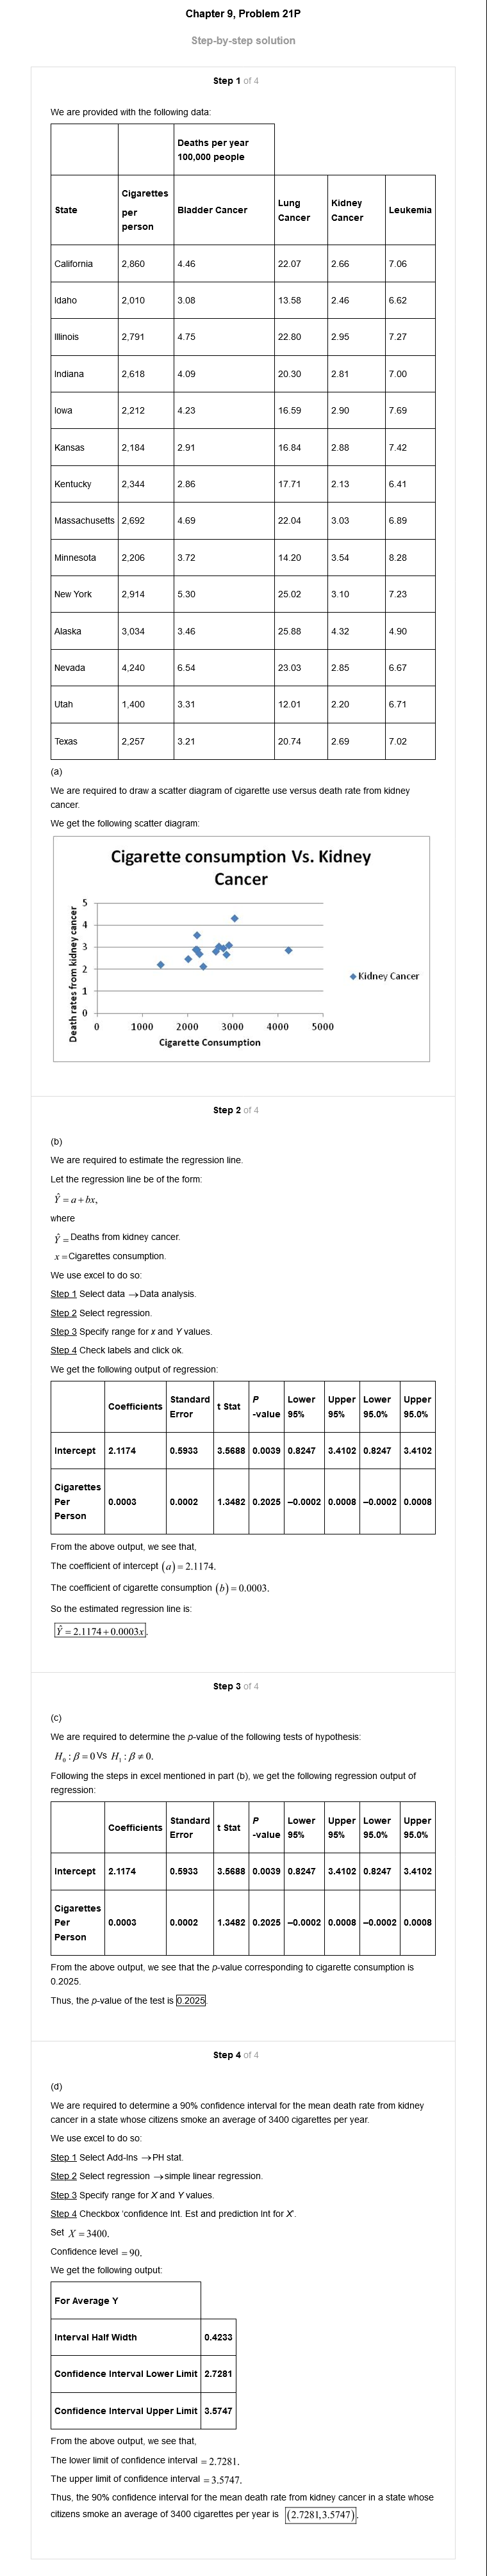 Chapter 9, Problem 21P
Step-by-step solution
Step 1 of 4
We are provided with the following data:
Deaths per year
100,000 people
State
Cigarettes
per
person
Bladder Cancer
Lung
Cancer
Kidney
Cancer
Leukemia
California 2,860 4.46 22.07 2.66 7.06
Idaho 2,010 3.08 13.58 2.46 6.62
Illinois 2,791 4.75 22.80 2.95 7.27
Indiana 2,618 4.09 20.30 2.81 7.00
Iowa 2,212 4.23 16.59 2.90 7.69
Kansas 2,184 2.91 16.84 2.88 7.42
Kentucky 2,344 2.86 17.71 2.13 6.41
Massachusetts 2,692 4.69 22.04 3.03 6.89
Minnesota 2,206 3.72 14.20 3.54 8.28
New York 2,914 5.30 25.02 3.10 7.23
Alaska 3,034 3.46 25.88 4.32 4.90
Nevada 4,240 6.54 23.03 2.85 6.67
Utah 1,400 3.31 12.01 2.20 6.71
Texas 2,257 3.21 20.74 2.69 7.02
(a)
We are required to draw a scatter diagram of cigarette use versus death rate from kidney
cancer.
We get the following scatter diagram:
Cigarette consumption Vs. Kidney
Cancer
Death rates from kidney cancer
5
4
3
2
1
0
0 1000 2000 3000 4000 5000
Cigarette Consumption
Kidney Cancer
Step 2 of 4
(b)
We are required to estimate the regression line.
Let the regression line be of the form:
Ŷ = a + bx,
where
Ŷ = Deaths from kidney cancer.
x = Cigarettes consumption.
We use excel to do so:
Step 1 Select data → Data analysis.
Step 2 Select regression.
Step 3 Specify range for x and Y values.
Step 4 Check labels and click ok.
We get the following output of regression:
Coefficients
Standard
Error
t Stat
P
-value
Lower
95%
Upper
95%
Lower
95.0%
Upper
95.0%
Intercept 2.1174 0.5933 3.5688 0.0039 0.8247 3.4102 0.8247 3.4102
Cigarettes
Per
Person
0.0003 0.0002 1.3482 0.2025 –0.0002 0.0008 –0.0002 0.0008
From the above output, we see that,
The coefficient of intercept (a) = 2.1174.
The coefficient of cigarette consumption (b) = 0.0003.
So the estimated regression line is:
Ŷ = 2.1174 + 0.0003x.
Step 3 of 4
(c)
We are required to determine the p-value of the following tests of hypothesis:
H₀ : β = 0 Vs H₁ : β ≠ 0.
Following the steps in excel mentioned in part (b), we get the following regression output of
regression:
Coefficients
Standard
Error
t Stat
P
-value
Lower
95%
Upper
95%
Lower
95.0%
Upper
95.0%
Intercept 2.1174 0.5933 3.5688 0.0039 0.8247 3.4102 0.8247 3.4102
Cigarettes
Per
Person
0.0003 0.0002 1.3482 0.2025 –0.0002 0.0008 –0.0002 0.0008
From the above output, we see that the p-value corresponding to cigarette consumption is
0.2025.
Thus, the p-value of the test is 0.2025.
Step 4 of 4
(d)
We are required to determine a 90% confidence interval for the mean death rate from kidney
cancer in a state whose citizens smoke an average of 3400 cigarettes per year.
We use excel to do so:
Step 1 Select Add-Ins → PH stat.
Step 2 Select regression → simple linear regression.
Step 3 Specify range for X and Y values.
Step 4 Checkbox 'confidence Int. Est and prediction Int for X'.
Set X = 3400.
Confidence level = 90.
We get the following output:
For Average Y
Interval Half Width 0.4233
Confidence Interval Lower Limit 2.7281
Confidence Interval Upper Limit 3.5747
From the above output, we see that,
The lower limit of confidence interval = 2.7281.
The upper limit of confidence interval = 3.5747.
Thus, the 90% confidence interval for the mean death rate from kidney cancer in a state whose
citizens smoke an average of 3400 cigarettes per year is (2.7281,3.5747).